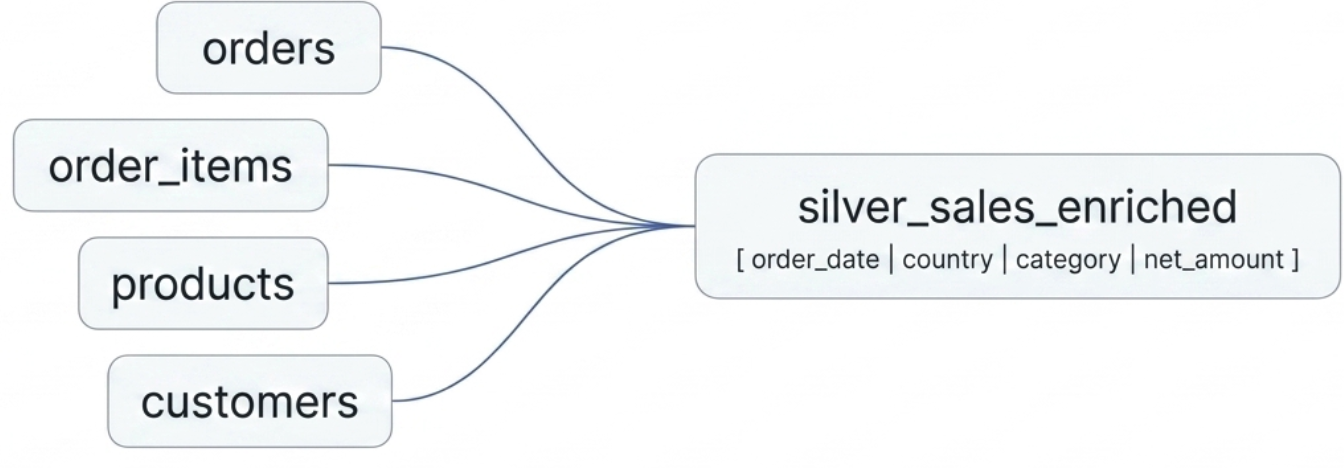 orders
order_items
products
customers
silver_sales_enriched
[ order_date | country | category | net_amount ]